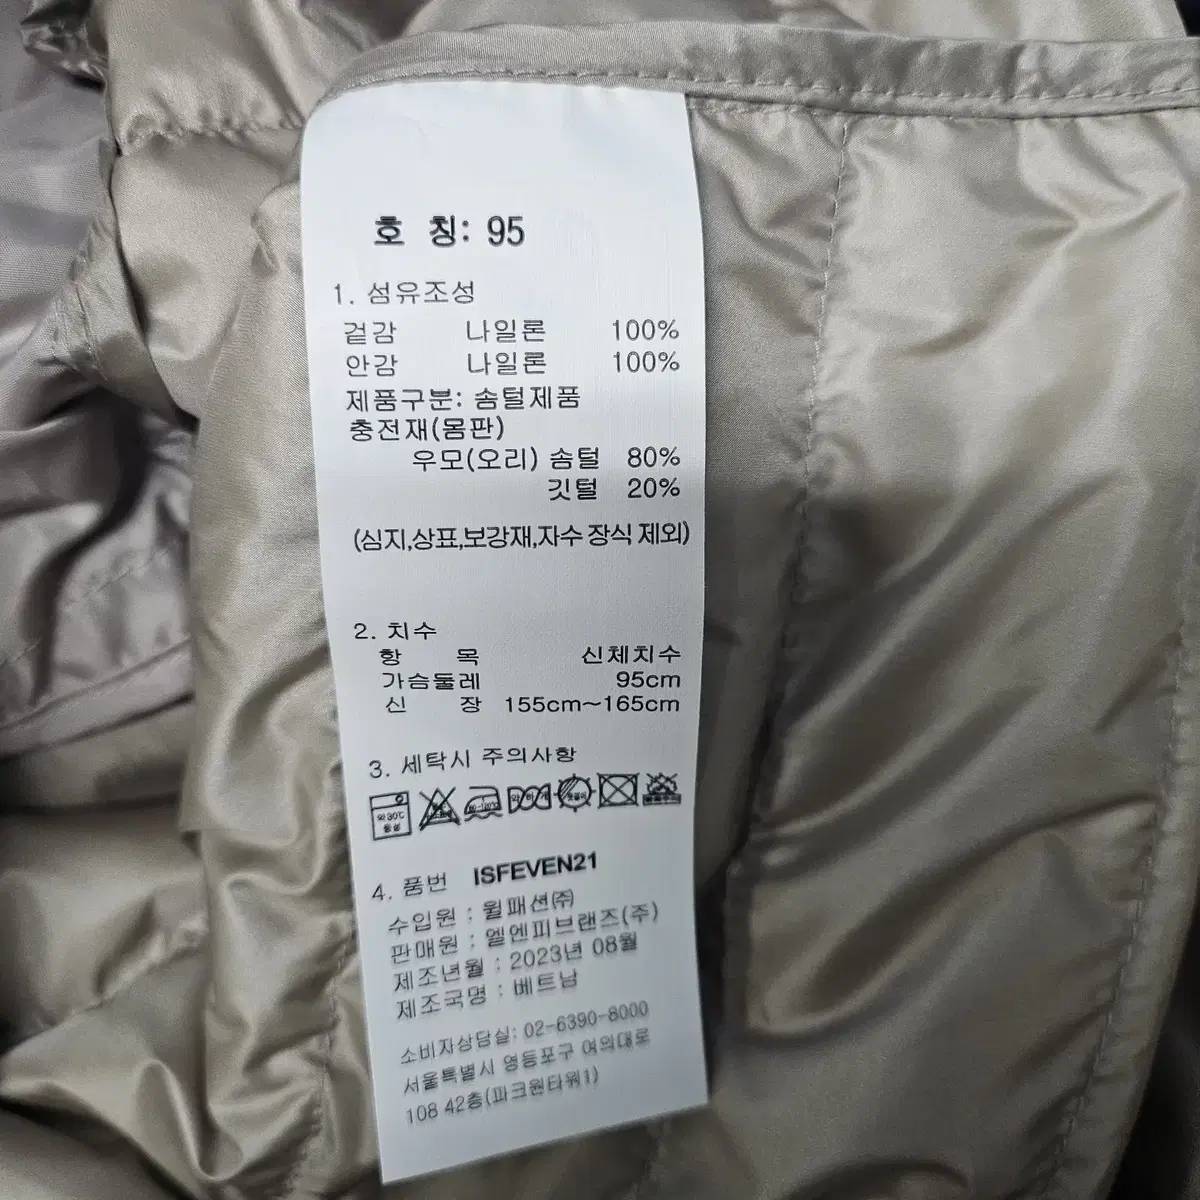 호 칭: 95
1. 섬유조성
겉감 나일론 100%
안감 나일론 100%
제품구분: 솜털제품
충전재(몸판)
우모(오리) 솜털 80%
깃털 20%
(심지,상표,보강재,자수 장식 제외)
2. 치수
항 목 신체치수
가슴둘레 95cm
신 장 155cm~165cm
3. 세탁시 주의사항
약30℃
중성
4. 품번 ISFEVEN21
수입원 : 월패션(주)
판매원 : 엘엔피브랜즈(주)
제조년월 : 2023년 08월
제조국명 : 베트남
소비자상담실: 02-6390-8000
서울특별시 영등포구 여의대로
108 42층(파크원타워1)